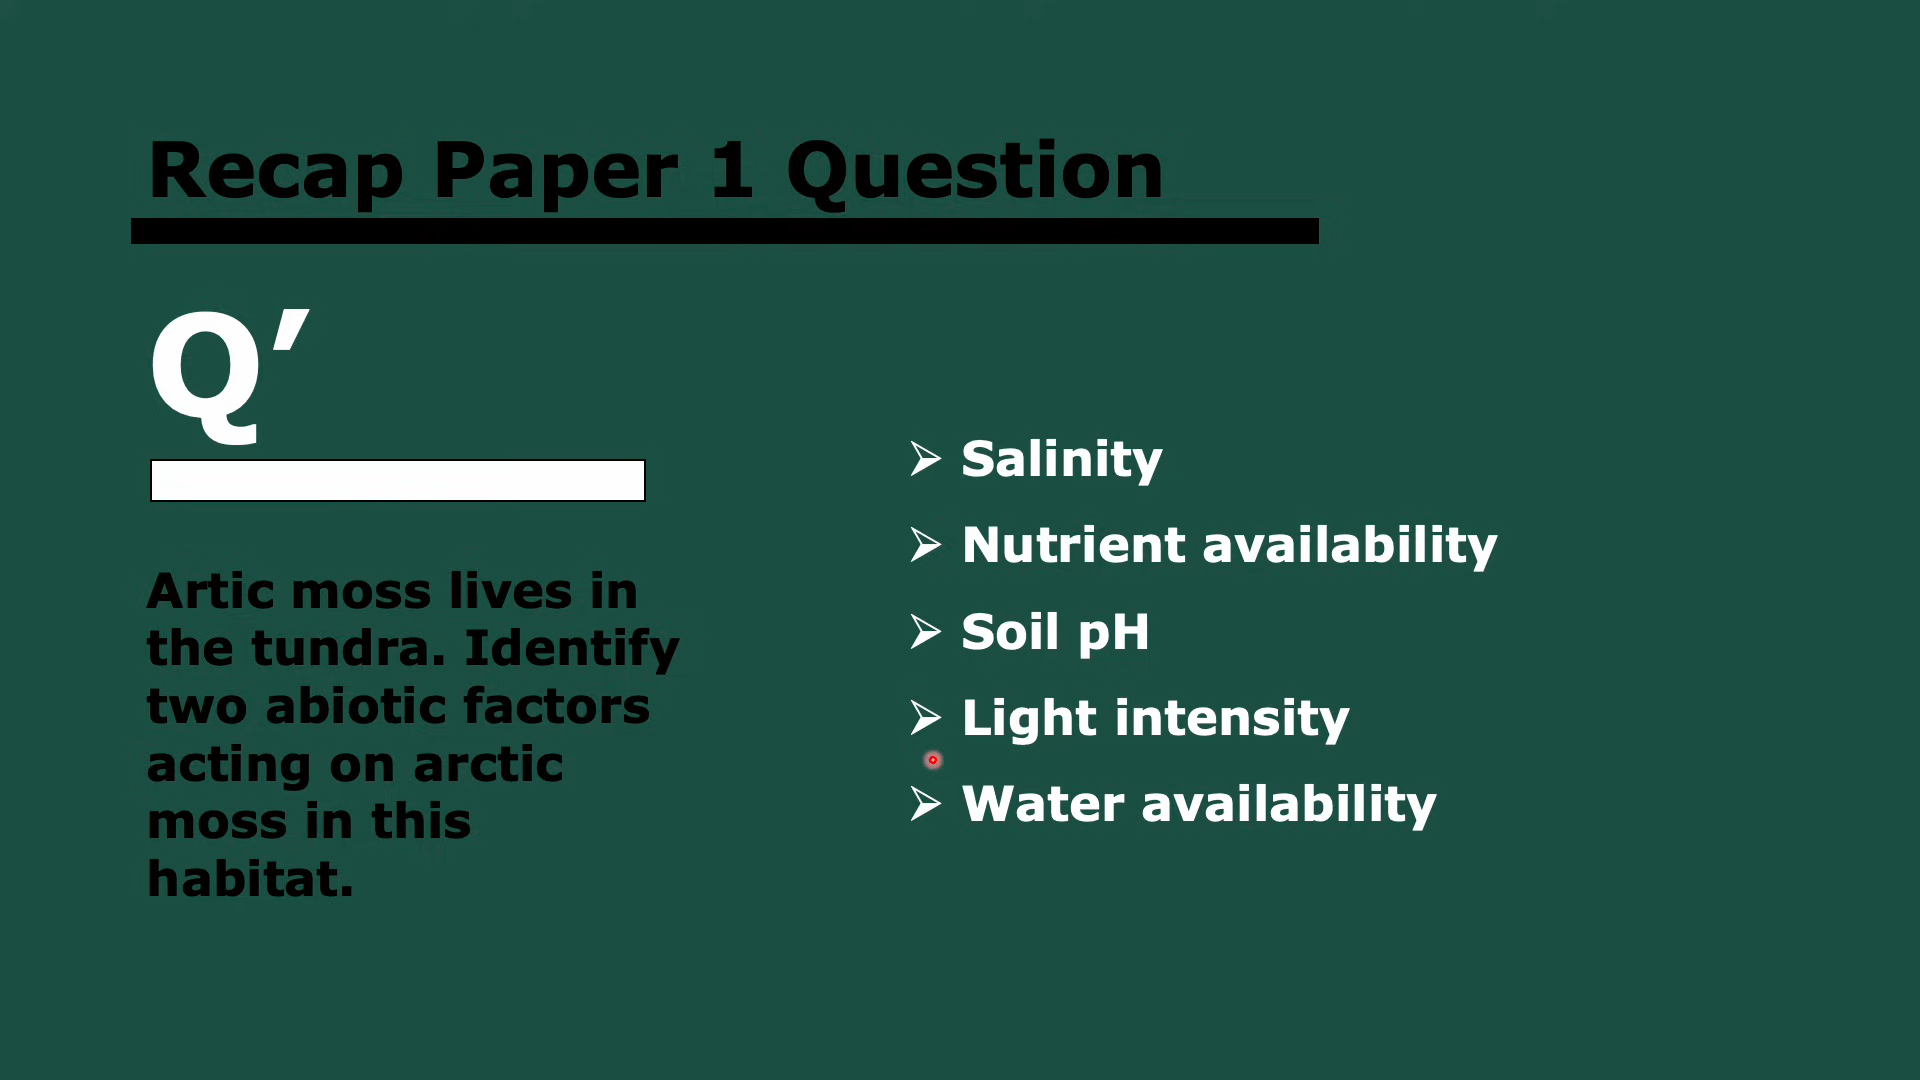 Recap Paper 1 Question
Q’
Artic moss lives in
the tundra. Identify
two abiotic factors
acting on arctic
moss in this
habitat.
➢ Salinity
➢ Nutrient availability
➢ Soil pH
➢ Light intensity
➢ Water availability